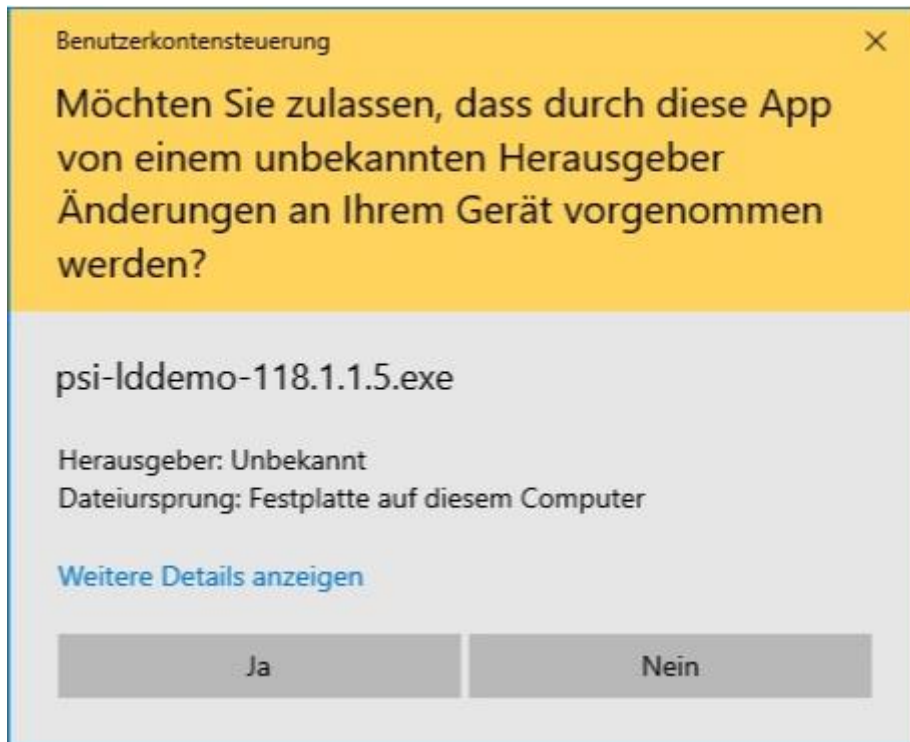 Benutzerkontensteuerung
Möchten Sie zulassen, dass durch diese App
von einem unbekannten Herausgeber
Änderungen an Ihrem Gerät vorgenommen
werden?
psi-lddemo-118.1.1.5.exe
Herausgeber: Unbekannt
Dateiursprung: Festplatte auf diesem Computer
Weitere Details anzeigen
Ja Nein